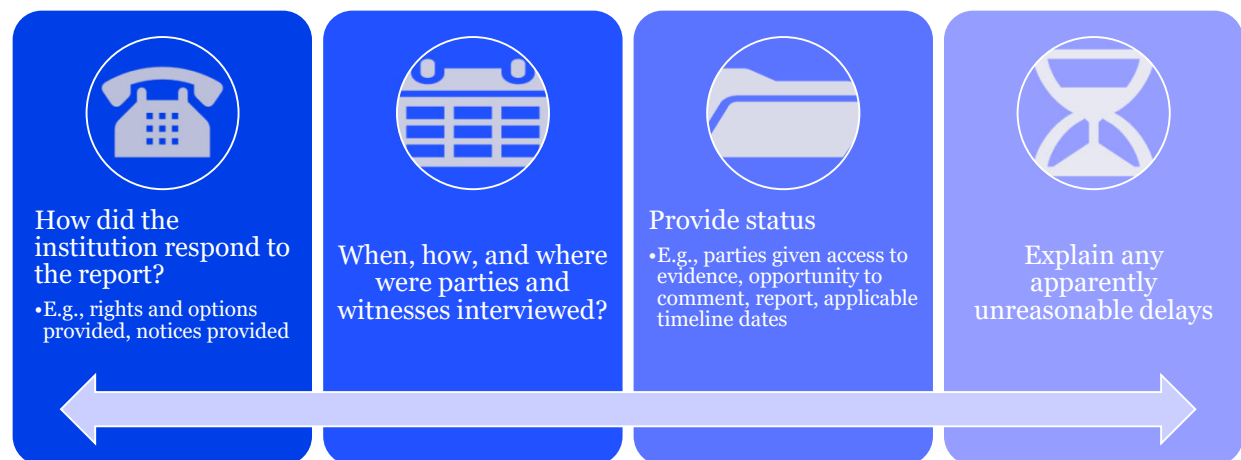 How did the
institution respond to
the report?
•E.g., rights and options
provided, notices provided
When, how, and where
were parties and
witnesses interviewed?
Provide status
•E.g., parties given access to
evidence, opportunity to
comment, report, applicable
timeline dates
Explain any
apparently
unreasonable delays